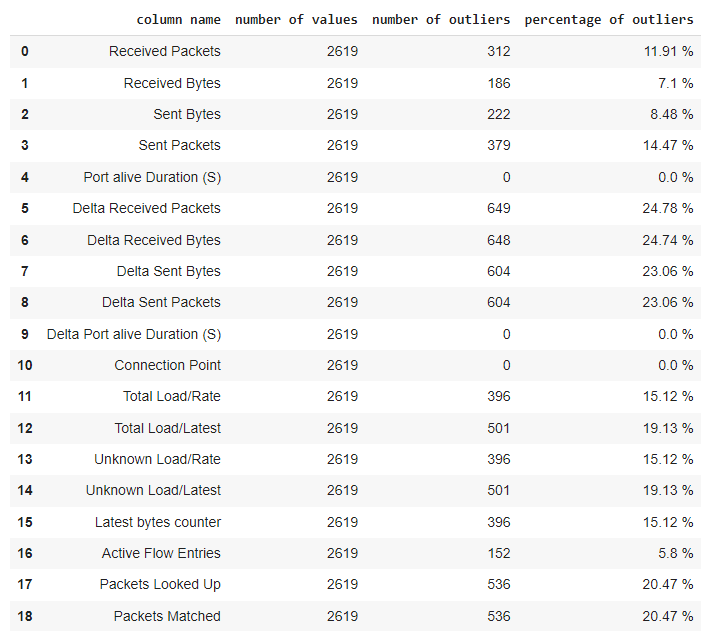 column name number of values number of outliers percentage of outliers
0 Received Packets 2619 312 11.91 %
1 Received Bytes 2619 186 7.1 %
2 Sent Bytes 2619 222 8.48 %
3 Sent Packets 2619 379 14.47 %
4 Port alive Duration (S) 2619 0 0.0 %
5 Delta Received Packets 2619 649 24.78 %
6 Delta Received Bytes 2619 648 24.74 %
7 Delta Sent Bytes 2619 604 23.06 %
8 Delta Sent Packets 2619 604 23.06 %
9 Delta Port alive Duration (S) 2619 0 0.0 %
10 Connection Point 2619 0 0.0 %
11 Total Load/Rate 2619 396 15.12 %
12 Total Load/Latest 2619 501 19.13 %
13 Unknown Load/Rate 2619 396 15.12 %
14 Unknown Load/Latest 2619 501 19.13 %
15 Latest bytes counter 2619 396 15.12 %
16 Active Flow Entries 2619 152 5.8 %
17 Packets Looked Up 2619 536 20.47 %
18 Packets Matched 2619 536 20.47 %